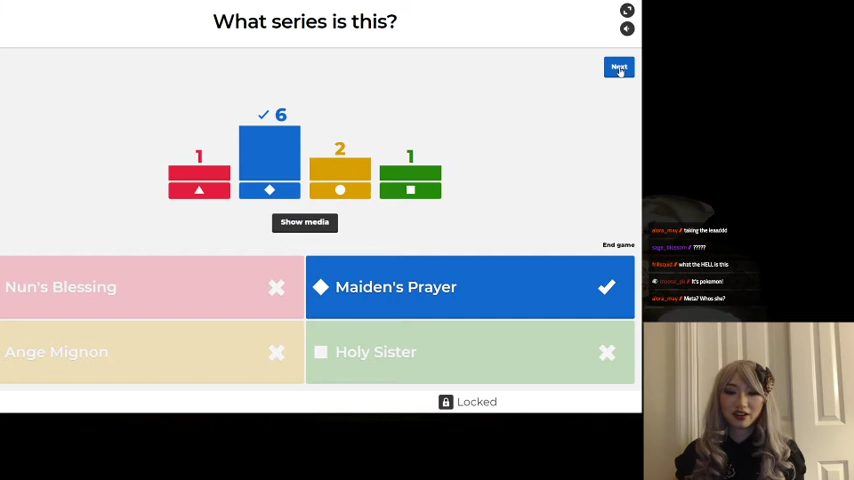 What series is this?
Next
1
6
2
1
Show media
End game
Nun's Blessing
Maiden's Prayer
Ange Mignon
Holy Sister
Locked
taking the leaddd
?????
what the HELL is this
It's pokemon!
Meta? Whos she?